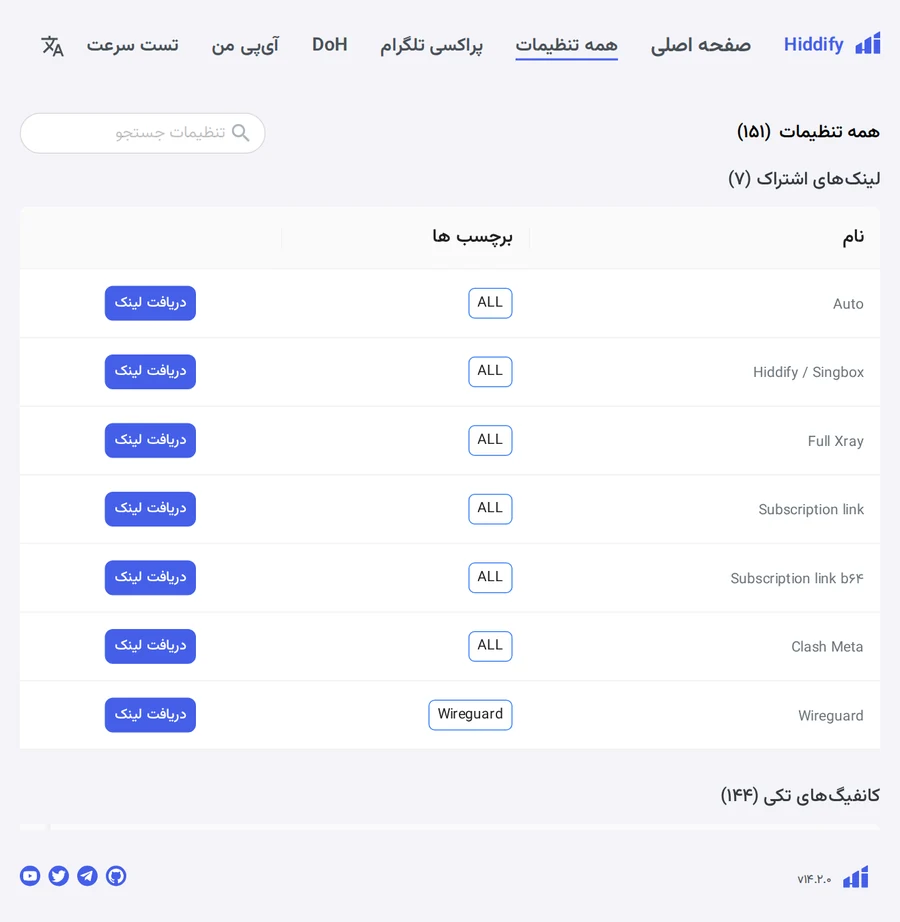 Hiddify صفحه اصلی همه تنظیمات پراکسی تلگرام DoH آی‌پی من تست سرعت
همه تنظیمات (۱۵۱) تنظیمات جستجو
لینک‌های اشتراک (۷)
نام برچسب ها
Auto ALL دریافت لینک
Hiddify / Singbox ALL دریافت لینک
Full Xray ALL دریافت لینک
Subscription link ALL دریافت لینک
Subscription link b۶۴ ALL دریافت لینک
Clash Meta ALL دریافت لینک
Wireguard Wireguard دریافت لینک
کانفیگ‌های تکی (۱۴۴)
v۱۴.۲.۰